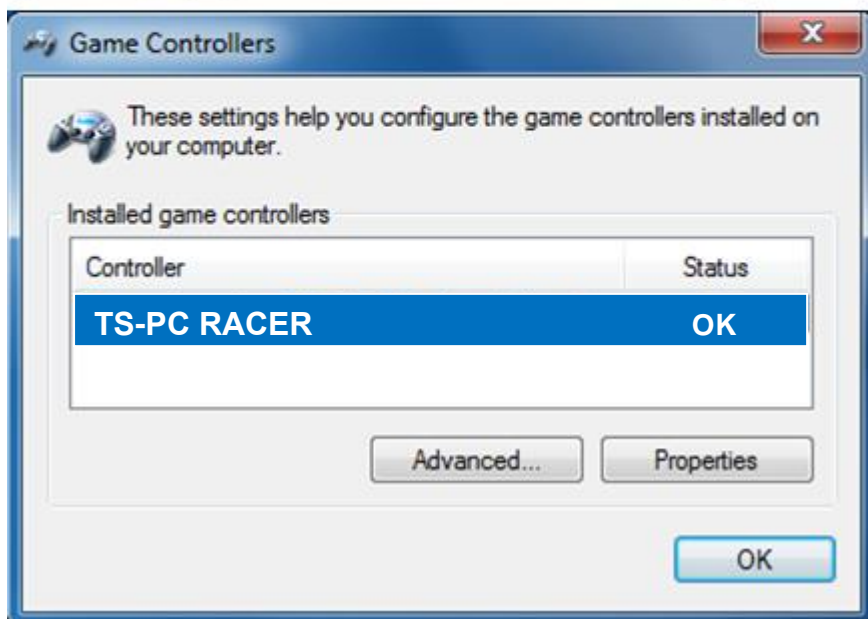 Game Controllers
These settings help you configure the game controllers installed on
your computer.
Installed game controllers
Controller Status
TS-PC RACER OK
Advanced... Properties
OK